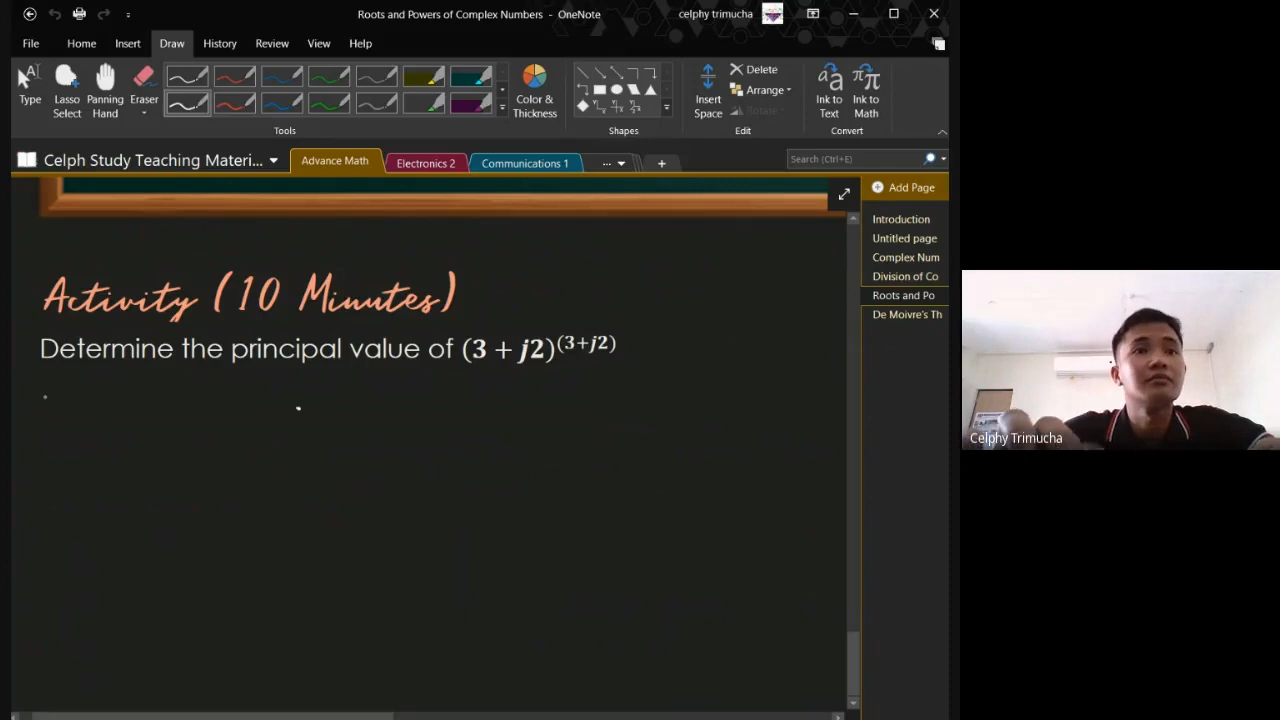 Roots and Powers of Complex Numbers - OneNote
celphy trimucha
File Home Insert Draw History Review View Help
Type
Lasso Select
Panning Hand
Eraser
Color & Thickness
Insert Space
Delete
Arrange
Rotate
Ink to Text
Ink to Math
Tools
Shapes
Edit
Convert
Celph Study Teaching Materi...
Advance Math
Electronics 2
Communications 1
...
Search (Ctrl+E)
Add Page
Introduction
Untitled page
Complex Num
Division of Co
Roots and Po
De Moivre's Th
Activity (10 Minutes)
Determine the principal value of (3 + j2)^(3+j2)
Celphy Trimucha